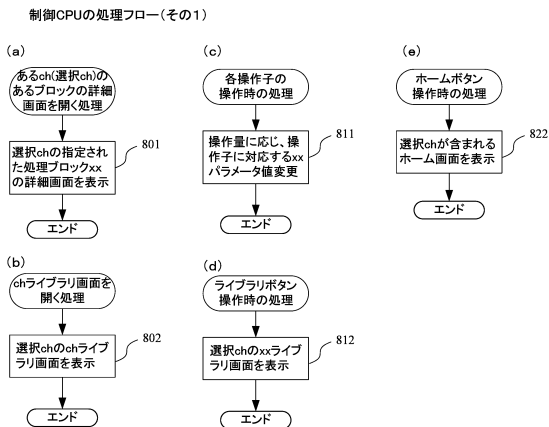 制御CPUの処理フロー(その1)
(a)
あるch(選択ch)の
あるブロックの詳細
画面を開く処理
801
選択chの指定され
た処理ブロックxx
の詳細画面を表示
エンド
(b)
chライブラリ画面を
開く処理
802
選択chのchライブ
ラリ画面を表示
エンド
(c)
各操作子の
操作時の処理
811
操作量に応じ、操
作子に対応するxx
パラメータ値変更
エンド
(d)
ライブラリボタン
操作時の処理
812
選択chのxxライブ
ラリ画面を表示
エンド
(e)
ホームボタン
操作時の処理
822
選択chが含まれる
ホーム画面を表示
エンド